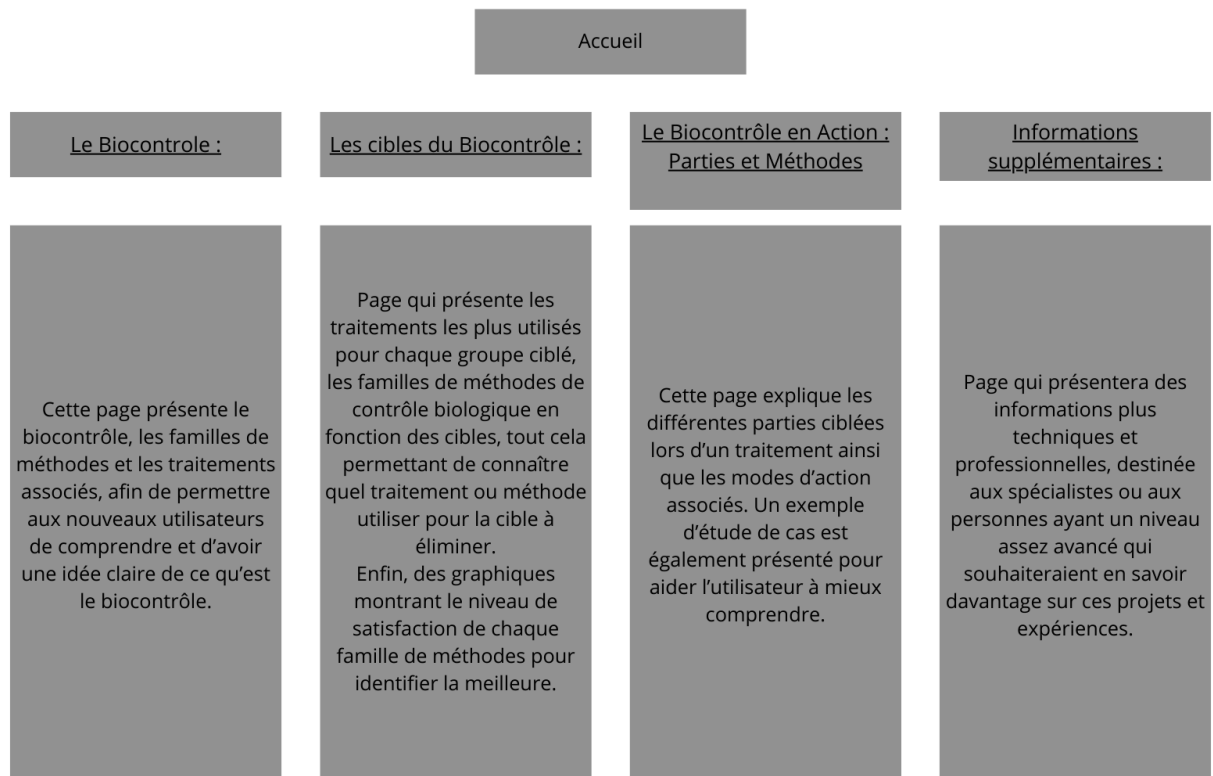 Accueil
Le Biocontrole :
Les cibles du Biocontrôle :
Le Biocontrôle en Action :
Parties et Méthodes
Informations
supplémentaires :
Cette page présente le
biocontrôle, les familles de
méthodes et les traitements
associés, afin de permettre
aux nouveaux utilisateurs
de comprendre et d’avoir
une idée claire de ce qu’est
le biocontrôle.
Page qui présente les
traitements les plus utilisés
pour chaque groupe ciblé,
les familles de méthodes de
contrôle biologique en
fonction des cibles, tout cela
permettant de connaître
quel traitement ou méthode
utiliser pour la cible à
éliminer.
Enfin, des graphiques
montrant le niveau de
satisfaction de chaque
famille de méthodes pour
identifier la meilleure.
Cette page explique les
différentes parties ciblées
lors d’un traitement ainsi
que les modes d’action
associés. Un exemple
d’étude de cas est
également présenté pour
aider l’utilisateur à mieux
comprendre.
Page qui présentera des
informations plus
techniques et
professionnelles, destinée
aux spécialistes ou aux
personnes ayant un niveau
assez avancé qui
souhaiteraient en savoir
davantage sur ces projets et
expériences.